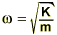 ω = √(K/m)